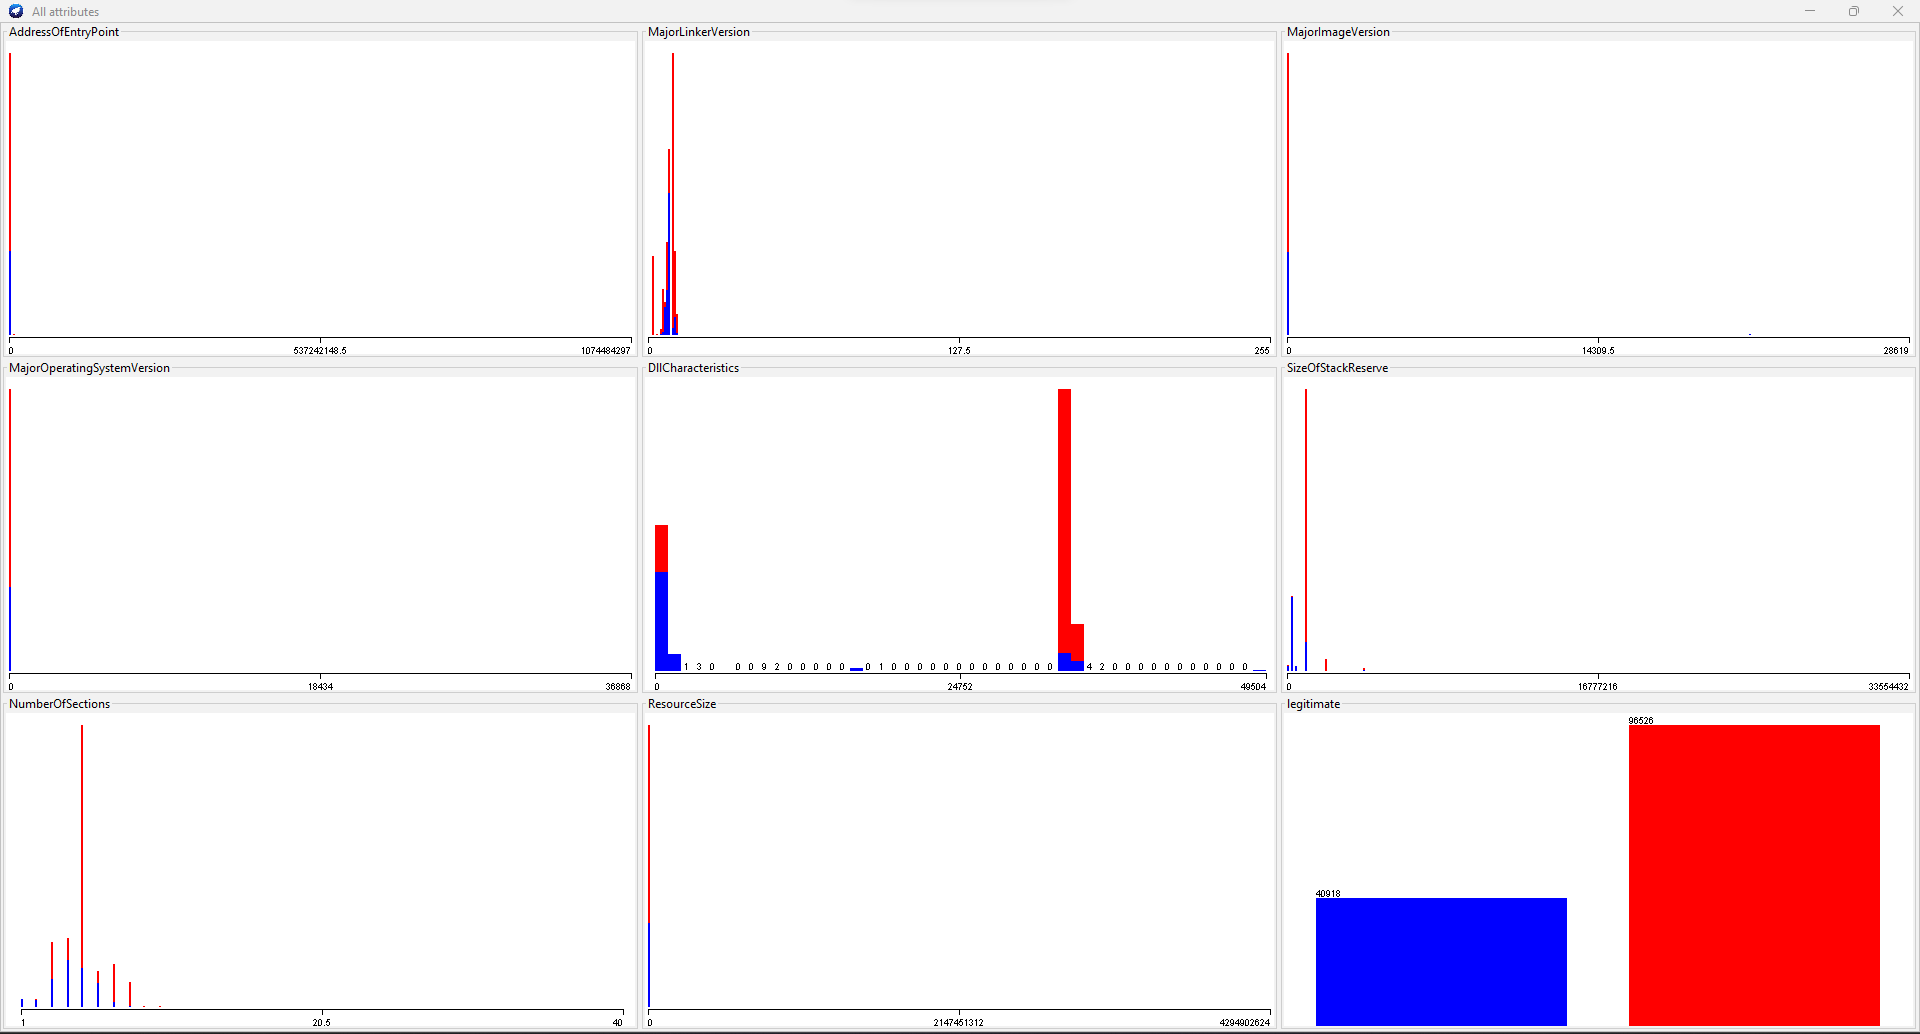 All attributes
AddressOfEntryPoint
0 537242148.5 1074484297
MajorLinkerVersion
0 127.5 255
MajorImageVersion
0 14309.5 28619
MajorOperatingSystemVersion
0 18434 36868
DllCharacteristics
1 3 0 0 0 9 2 0 0 0 0 0 0 1 0 0 0 0 0 0 0 0 0 0 0 0 0 4 2 0 0 0 0 0 0 0 0 0 0 0
0 24752 49504
SizeOfStackReserve
0 16777216 33554432
NumberOfSections
1 20.5 40
ResourceSize
0 2147451312 4294902624
legitimate
40918
96526